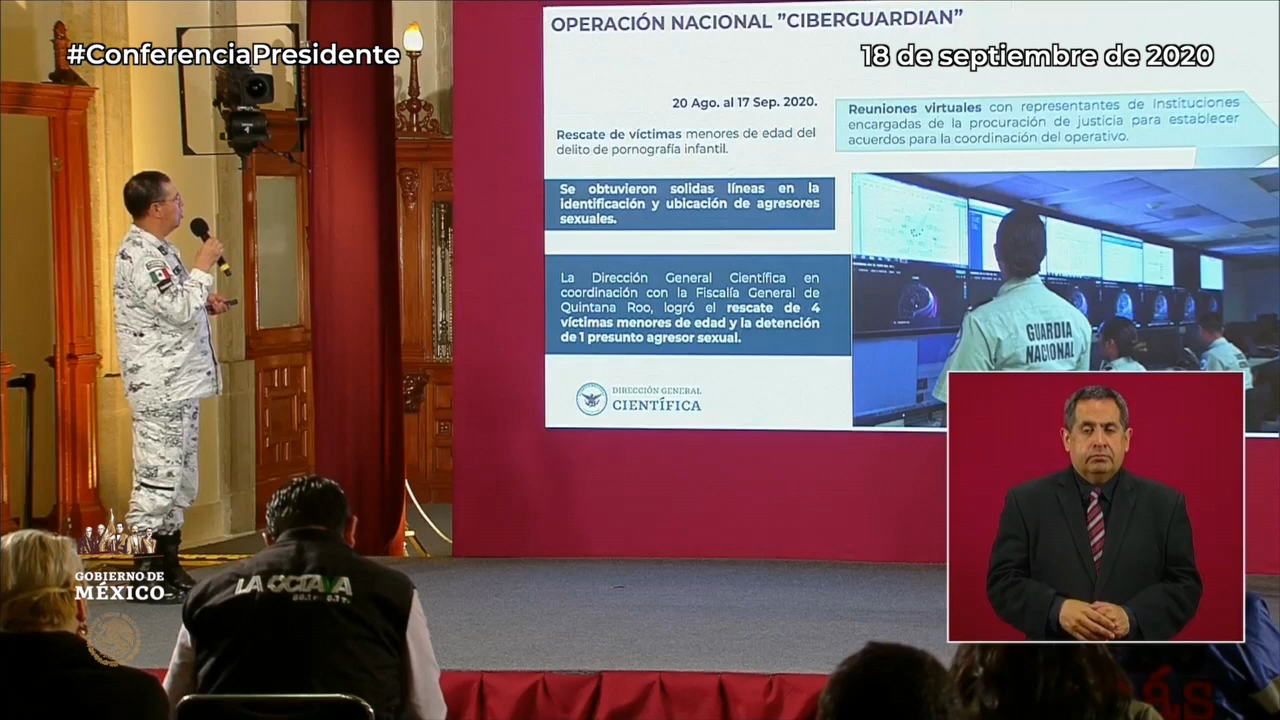 #ConferenciaPresidente
18 de septiembre de 2020
OPERACIÓN NACIONAL ”CIBERGUARDIAN”
20 Ago. al 17 Sep. 2020.
Rescate de víctimas menores de edad del
delito de pornografía infantil.
Reuniones virtuales con representantes de Instituciones
encargadas de la procuración de justicia para establecer
acuerdos para la coordinación del operativo.
Se obtuvieron solidas líneas en la
identificación y ubicación de agresores
sexuales.
La Dirección General Científica en
coordinación con la Fiscalía General de
Quintana Roo, logró el rescate de 4
víctimas menores de edad y la detención
de 1 presunto agresor sexual.
DIRECCIÓN GENERAL
CIENTÍFICA
GUARDIA
NACIONAL
GOBIERNO DE
MÉXICO
LA OCTAVA